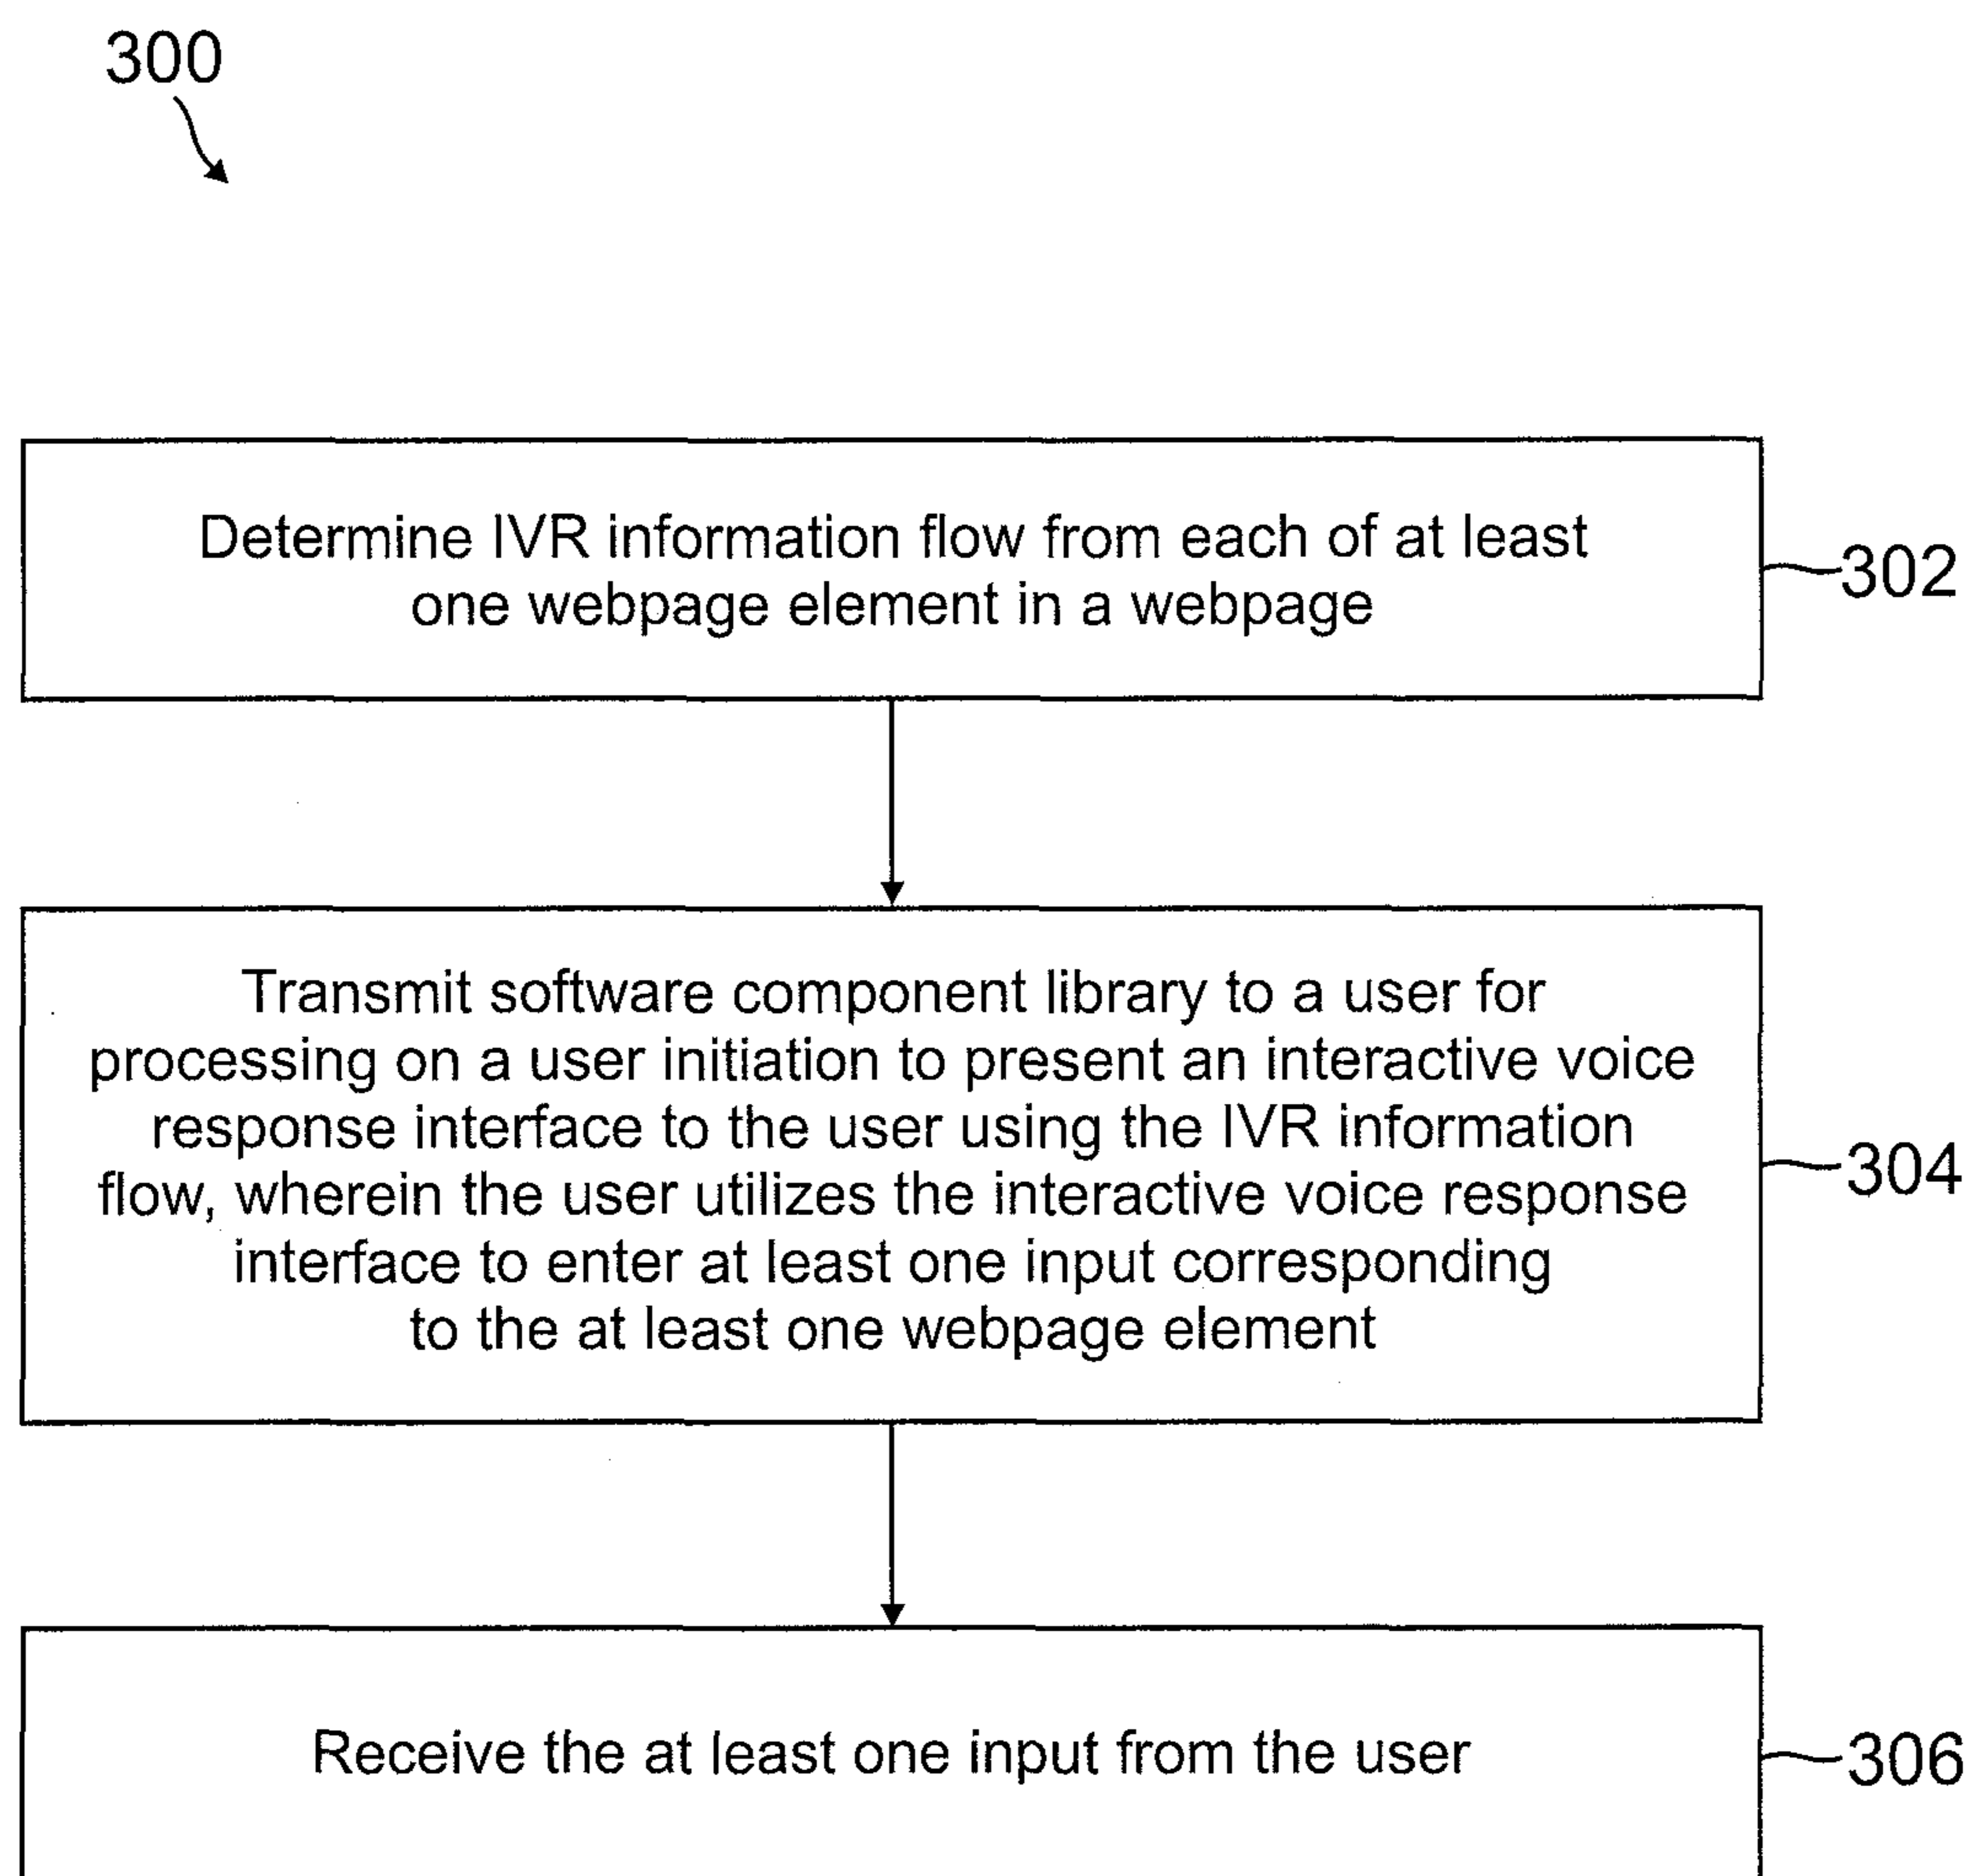 300
Determine IVR information flow from each of at least
one webpage element in a webpage
302
Transmit software component library to a user for
processing on a user initiation to present an interactive voice
response interface to the user using the IVR information
flow, wherein the user utilizes the interactive voice response
interface to enter at least one input corresponding
to the at least one webpage element
304
Receive the at least one input from the user
306